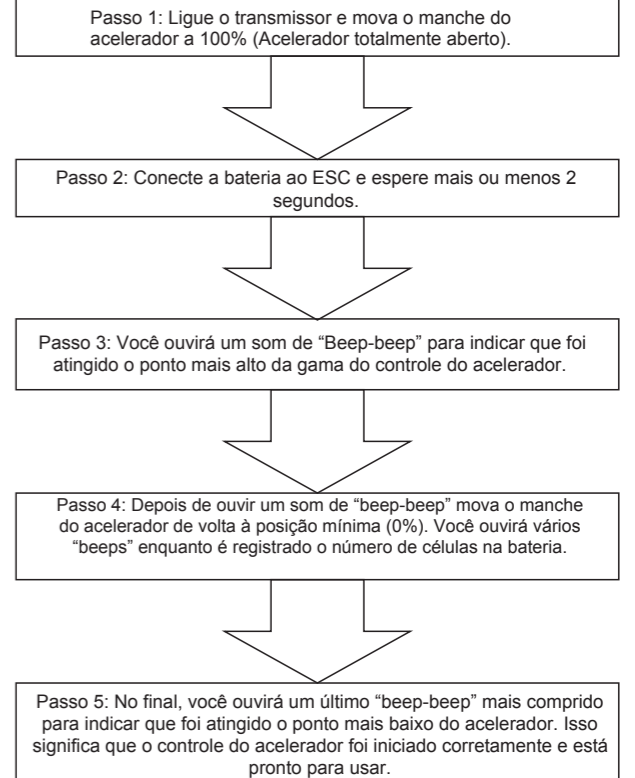 Passo 1: Ligue o transmissor e mova o manche do
acelerador a 100% (Acelerador totalmente aberto).
Passo 2: Conecte a bateria ao ESC e espere mais ou menos 2
segundos.
Passo 3: Você ouvirá um som de “Beep-beep” para indicar que foi
atingido o ponto mais alto da gama do controle do acelerador.
Passo 4: Depois de ouvir um som de “beep-beep” mova o manche
do acelerador de volta à posição mínima (0%). Você ouvirá vários
“beeps” enquanto é registrado o número de células na bateria.
Passo 5: No final, você ouvirá um último “beep-beep” mais comprido
para indicar que foi atingido o ponto mais baixo do acelerador. Isso
significa que o controle do acelerador foi iniciado corretamente e está
pronto para usar.